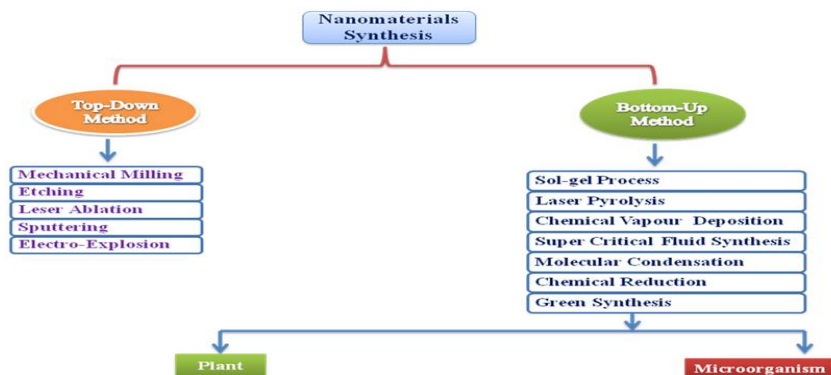 Nanomaterials
Synthesis
Top-Down
Method
Bottom-Up
Method
Mechanical Milling
Etching
Leser Ablation
Sputtering
Electro-Explosion
Sol-gel Process
Laser Pyrolysis
Chemical Vapour Deposition
Super Critical Fluid Synthesis
Molecular Condensation
Chemical Reduction
Green Synthesis
Plant
Microorganism